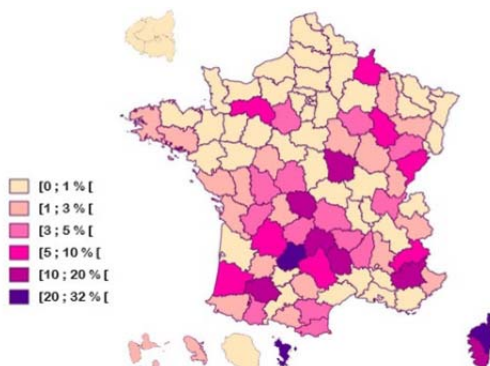 [0 ; 1 % [
[1 ; 3 % [
[3 ; 5 % [
[5 ; 10 % [
[10 ; 20 % [
[20 ; 32 % [